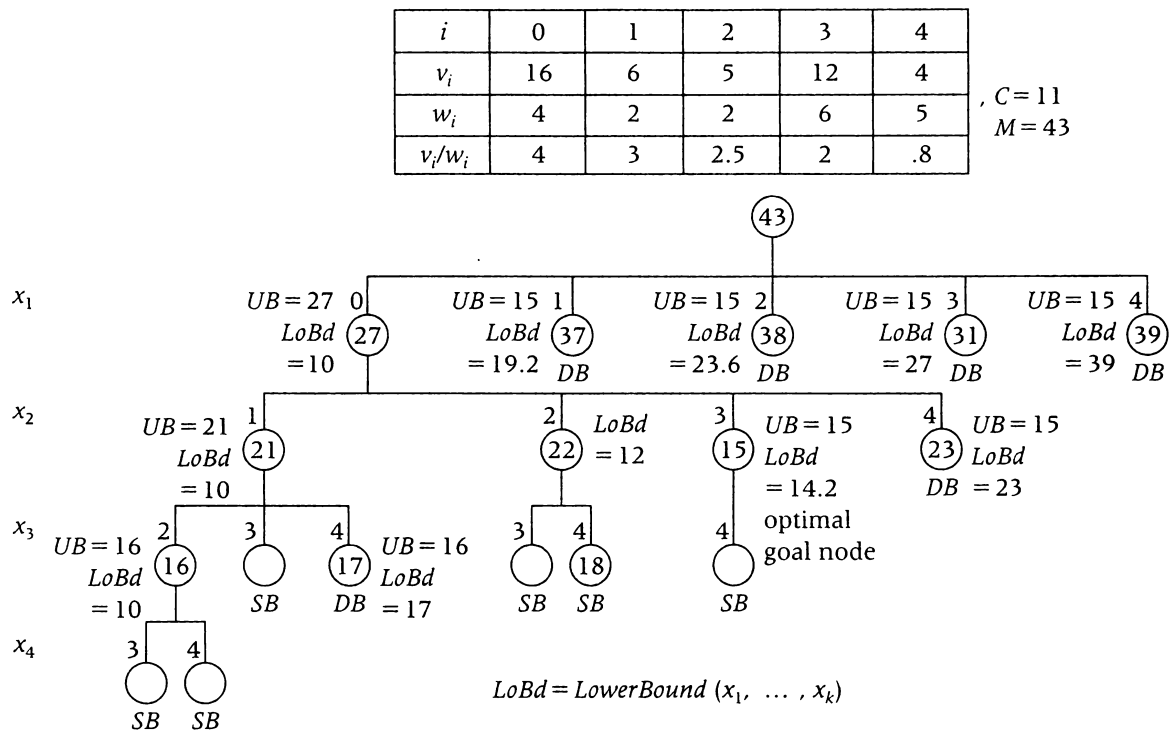 i 0 1 2 3 4
v_i 16 6 5 12 4
w_i 4 2 2 6 5
v_i/w_i 4 3 2.5 2 .8
, C = 11
M = 43
43
x_1
UB = 27 0 UB = 15 1 UB = 15 2 UB = 15 3 UB = 15 4
LoBd 27 LoBd 37 LoBd 38 LoBd 31 LoBd 39
= 10 = 19.2 DB = 23.6 DB = 27 DB = 39 DB
x_2
UB = 21 1 2 LoBd 3 UB = 15 4 UB = 15
LoBd 21 22 = 12 15 LoBd 23 LoBd
= 10 = 14.2 DB = 23
optimal
goal node
x_3
UB = 16 2 3 4 UB = 16 3 4 4
LoBd 16 17 LoBd 18
= 10 SB DB = 17 SB SB SB
x_4
3 4
SB SB
LoBd = LowerBound (x_1, ... , x_k)